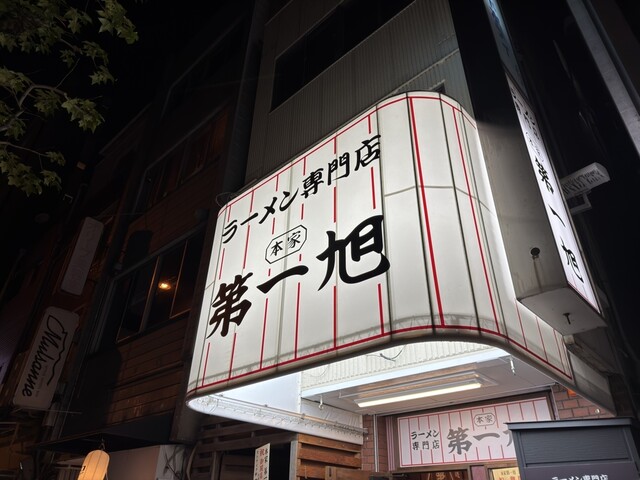 ラーメン専門店
本家
第一旭
第一旭
ラーメン
専門店
本家
第一旭
ラーメン専門店